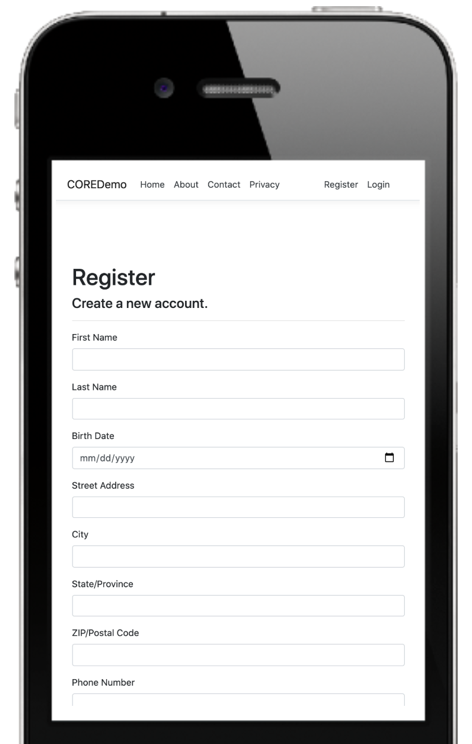 COREDemo Home About Contact Privacy Register Login
Register
Create a new account.
First Name
Last Name
Birth Date
mm/dd/yyyy
Street Address
City
State/Province
ZIP/Postal Code
Phone Number